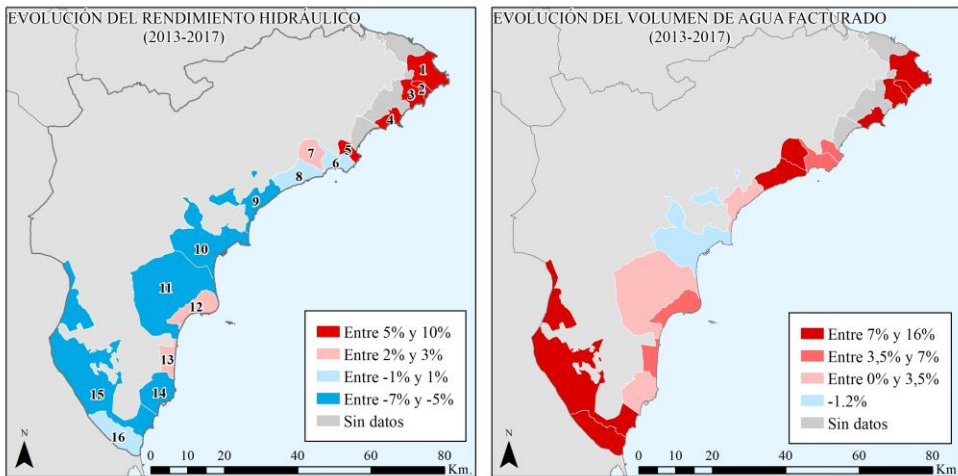 EVOLUCIÓN DEL RENDIMIENTO HIDRÁULICO
(2013-2017)
1
2
3
4
5
6
7
8
9
10
11
12
13
14
15
16
Entre 5% y 10%
Entre 2% y 3%
Entre -1% y 1%
Entre -7% y -5%
Sin datos
N
0 10 20 40 60 80
Km.
EVOLUCIÓN DEL VOLUMEN DE AGUA FACTURADO
(2013-2017)
Entre 7% y 16%
Entre 3,5% y 7%
Entre 0% y 3,5%
-1.2%
Sin datos
N
0 10 20 40 60 80
Km.